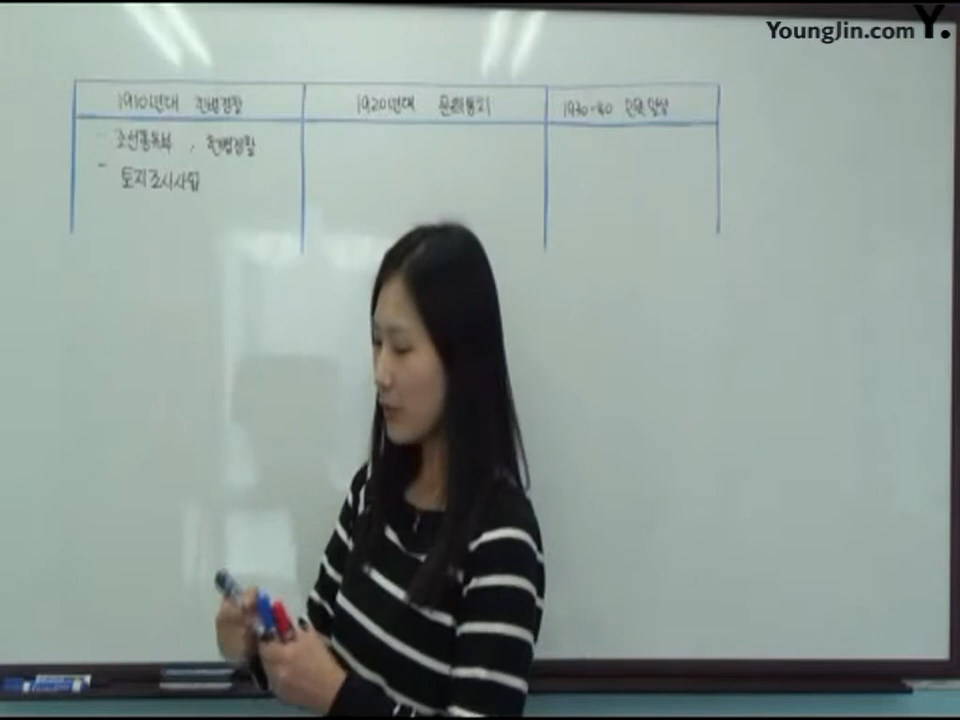 YoungJin.com Y.
1910년대 헌병경찰
1920년대 문화통치
1930-40 민족말살
- 조선총독부, 헌병경찰
- 토지조사사업